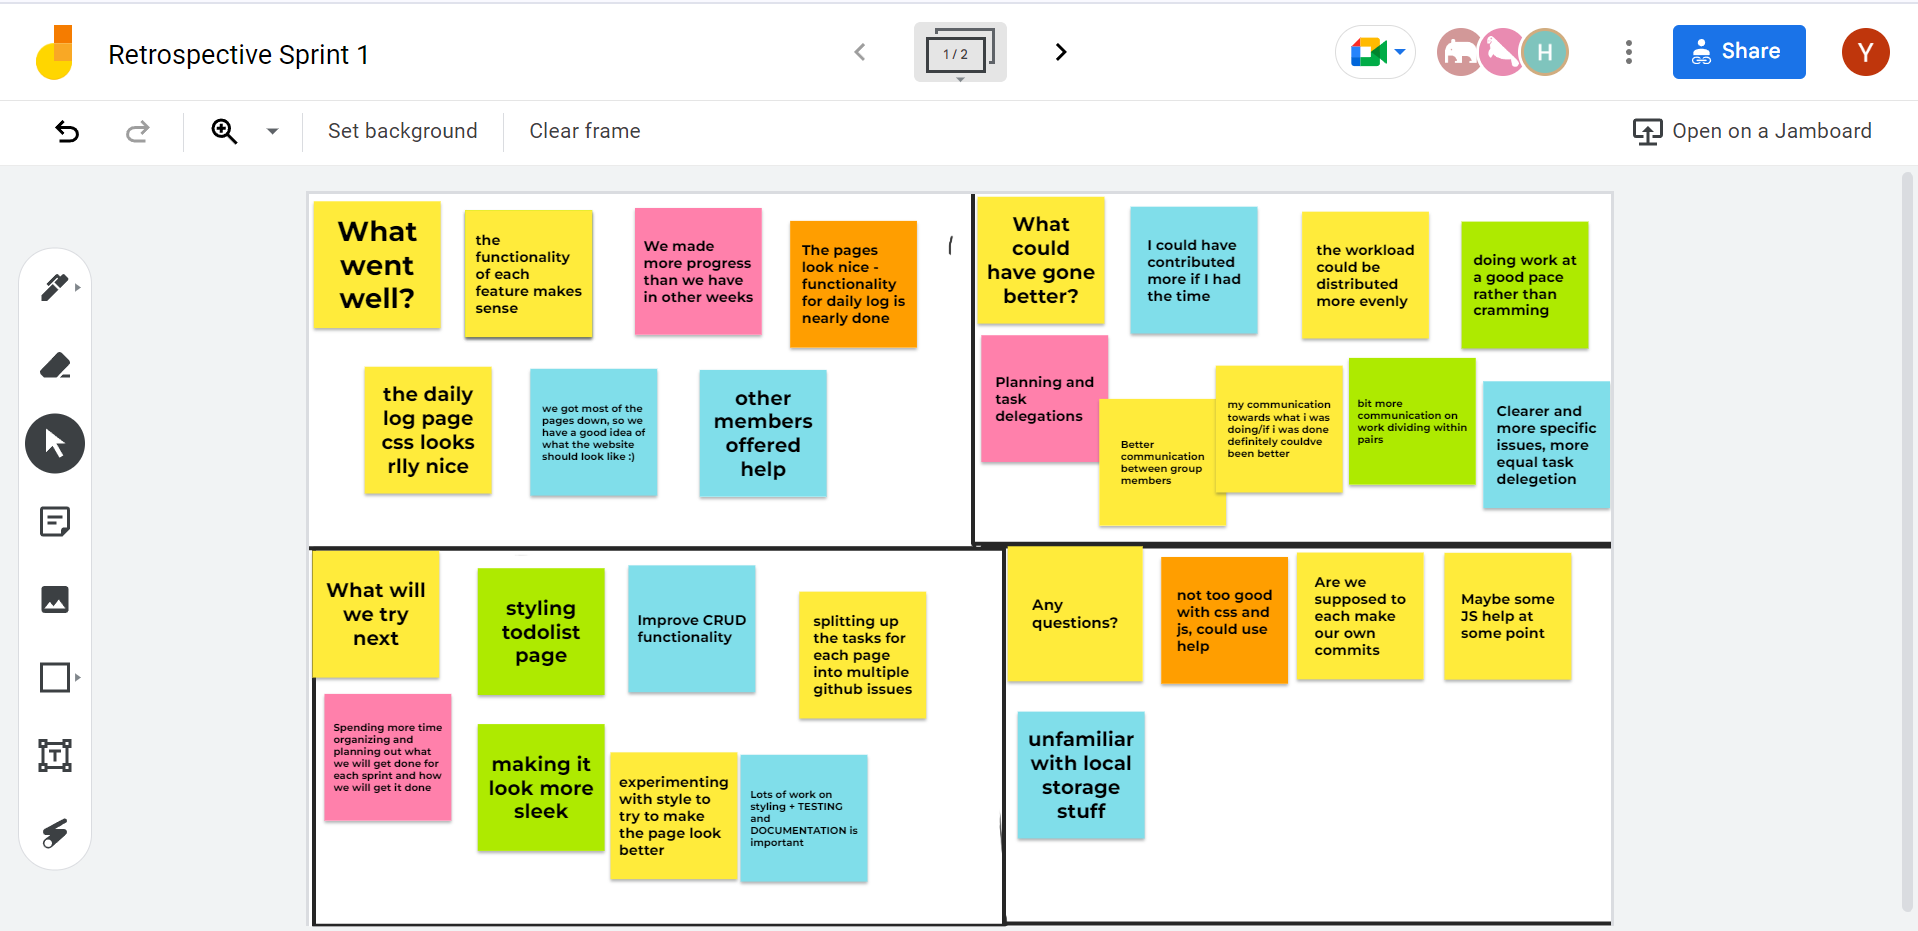 Retrospective Sprint 1
1 / 2
H
Share
Y
Set background
Clear frame
Open on a Jamboard
What
went
well?
the
functionality
of each
feature makes
sense
We made
more progress
than we have
in other weeks
The pages
look nice -
functionality
for daily log is
nearly done
the daily
log page
css looks
rlly nice
we got most of the
pages down, so we
have a good idea of
what the website
should look like :)
other
members
offered
help
What
could
have gone
better?
I could have
contributed
more if I had
the time
the workload
could be
distributed
more evenly
doing work at
a good pace
rather than
cramming
Planning and
task
delegations
Better
communication
between group
members
my communication
towards what i was
doing/if i was done
definitely couldve
been better
bit more
communication on
work dividing within
pairs
Clearer and
more specific
issues, more
equal task
delegetion
What will
we try
next
styling
todolist
page
Improve CRUD
functionality
splitting up
the tasks for
each page
into multiple
github issues
Spending more time
organizing and
planning out what
we will get done for
each sprint and how
we will get it done
making it
look more
sleek
experimenting
with style to
try to make
the page look
better
Lots of work on
styling + TESTING
and
DOCUMENTATION is
important
Any
questions?
not too good
with css and
js, could use
help
Are we
supposed to
each make
our own
commits
Maybe some
JS help at
some point
unfamiliar
with local
storage
stuff